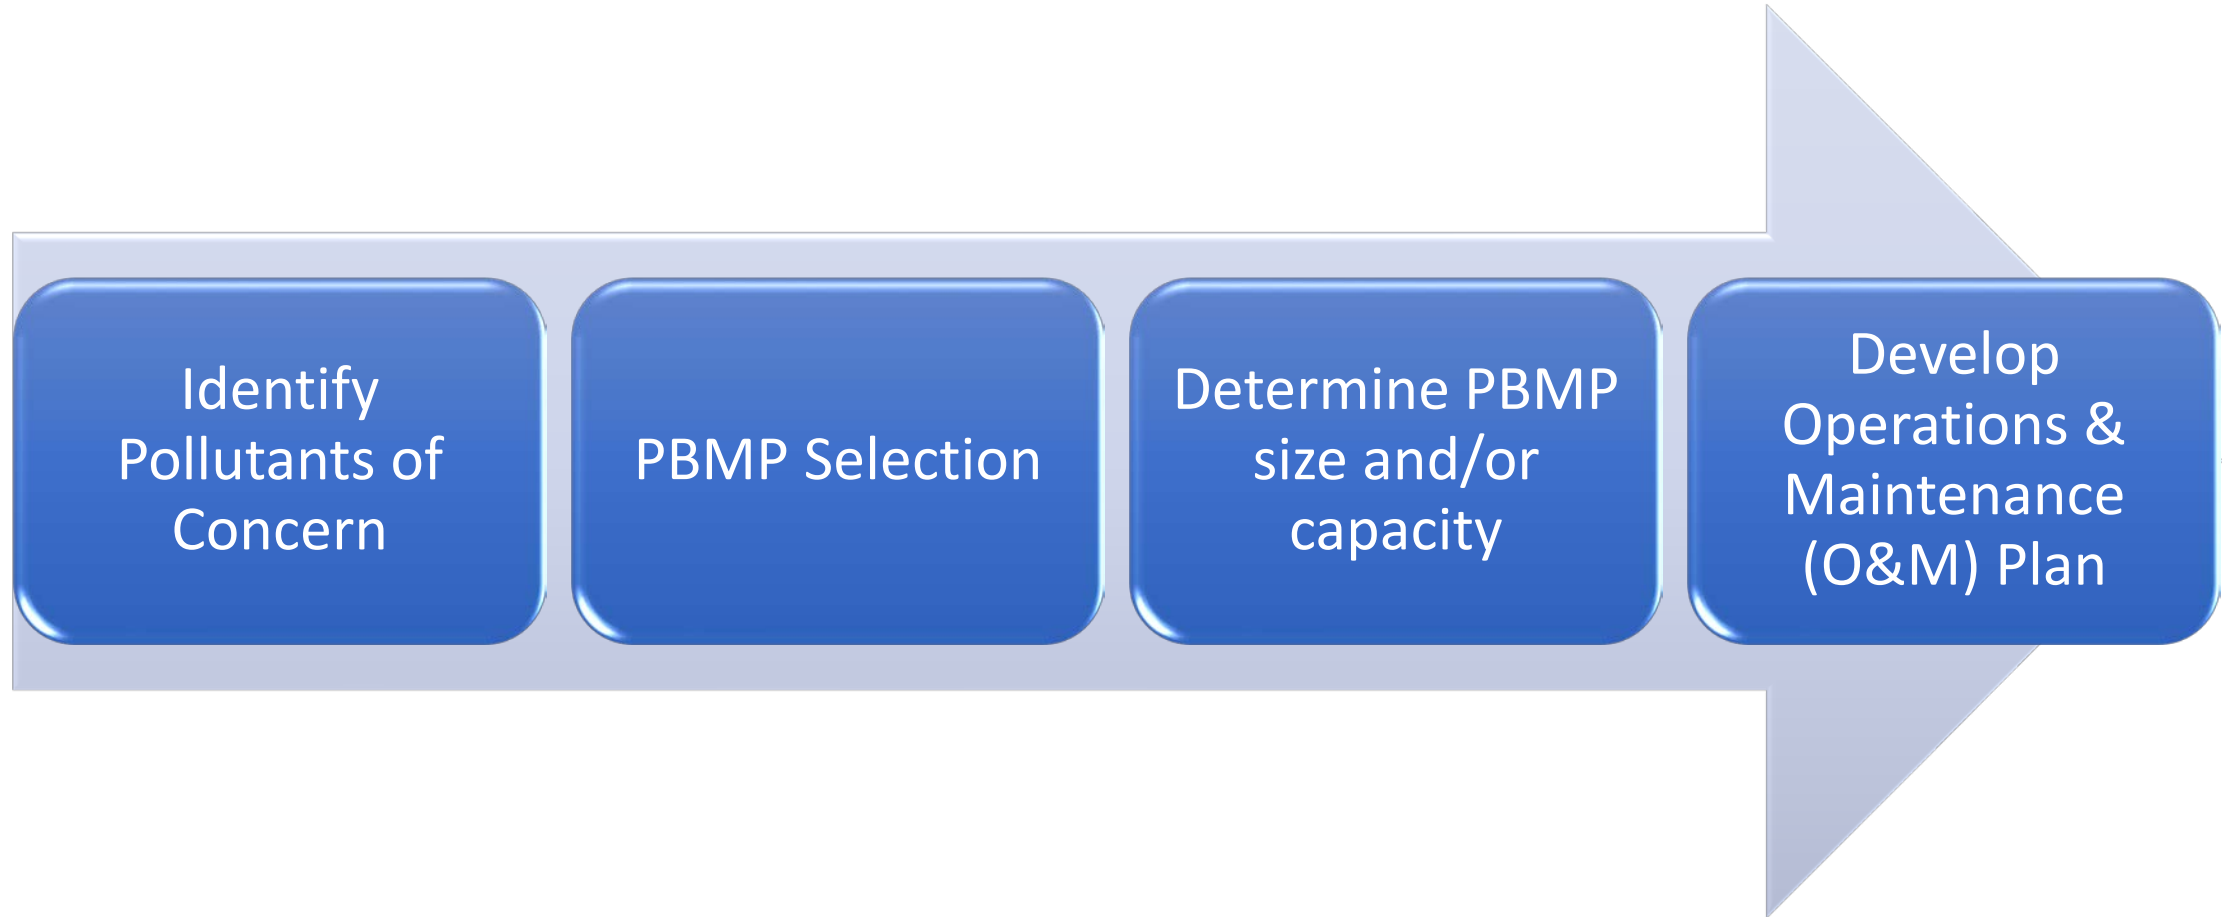 Identify
Pollutants of
Concern
PBMP Selection
Determine PBMP
size and/or
capacity
Develop
Operations &
Maintenance
(O&M) Plan